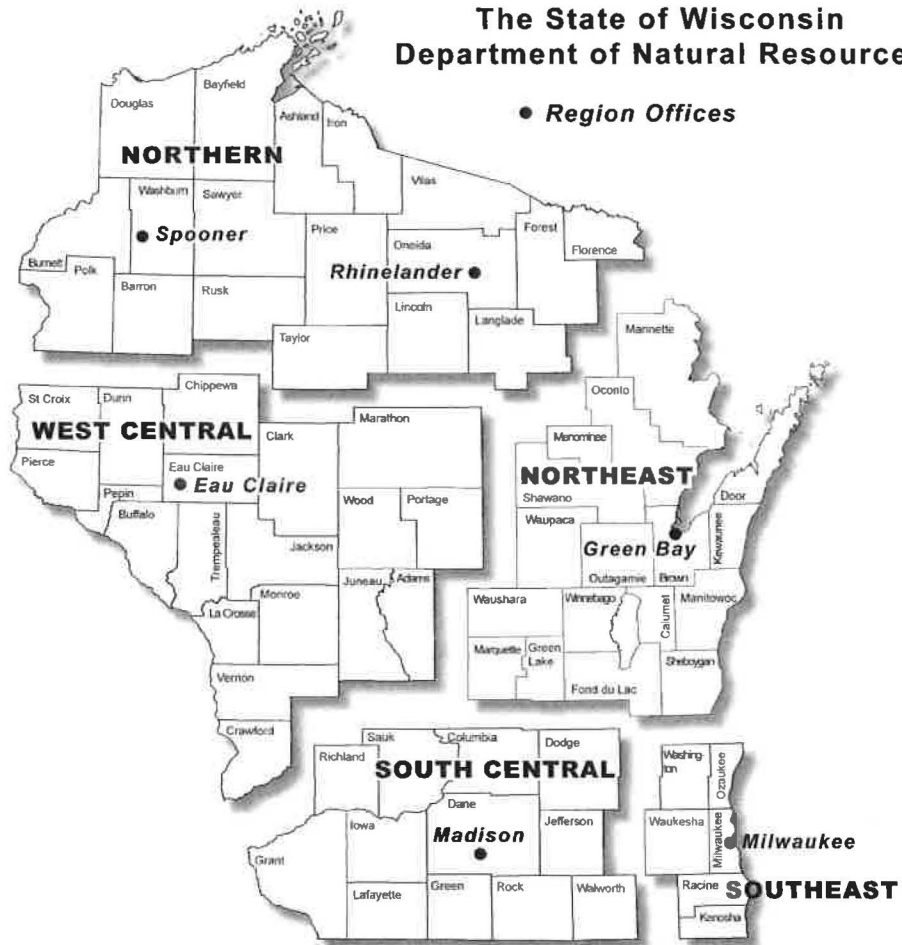 The State of Wisconsin
Department of Natural Resource
Region Offices
Douglas
Bayfield
Ashland
Iron
NORTHERN
Vilas
Washburn
Sawyer
Spooner
Price
Oneida
Forest
Florence
Rhinelander
Burnett
Polk
Barron
Rusk
Lincoln
Langlade
Taylor
Marinette
Oconto
Menominee
NORTHEAST
Shawano
Door
Waupaca
Kewaunee
Green Bay
Outagamie
Brown
Waushara
Winnebago
Calumet
Manitowoc
Marquette
Green
Lake
Sheboygan
Fond du Lac
Chippewa
St Croix
Dunn
WEST CENTRAL
Clark
Marathon
Pierce
Eau Claire
Eau Claire
Pepin
Wood
Portage
Buffalo
Trempealeau
Jackson
Juneau
Adams
Monroe
La Crosse
Vernon
Crawford
Sauk
Columbia
Dodge
Richland
SOUTH CENTRAL
Dane
Iowa
Madison
Jefferson
Grant
Lafayette
Green
Rock
Walworth
Washing-
ton
Ozaukee
Waukesha
Milwaukee
Milwaukee
Racine
SOUTHEAST
Kenosha